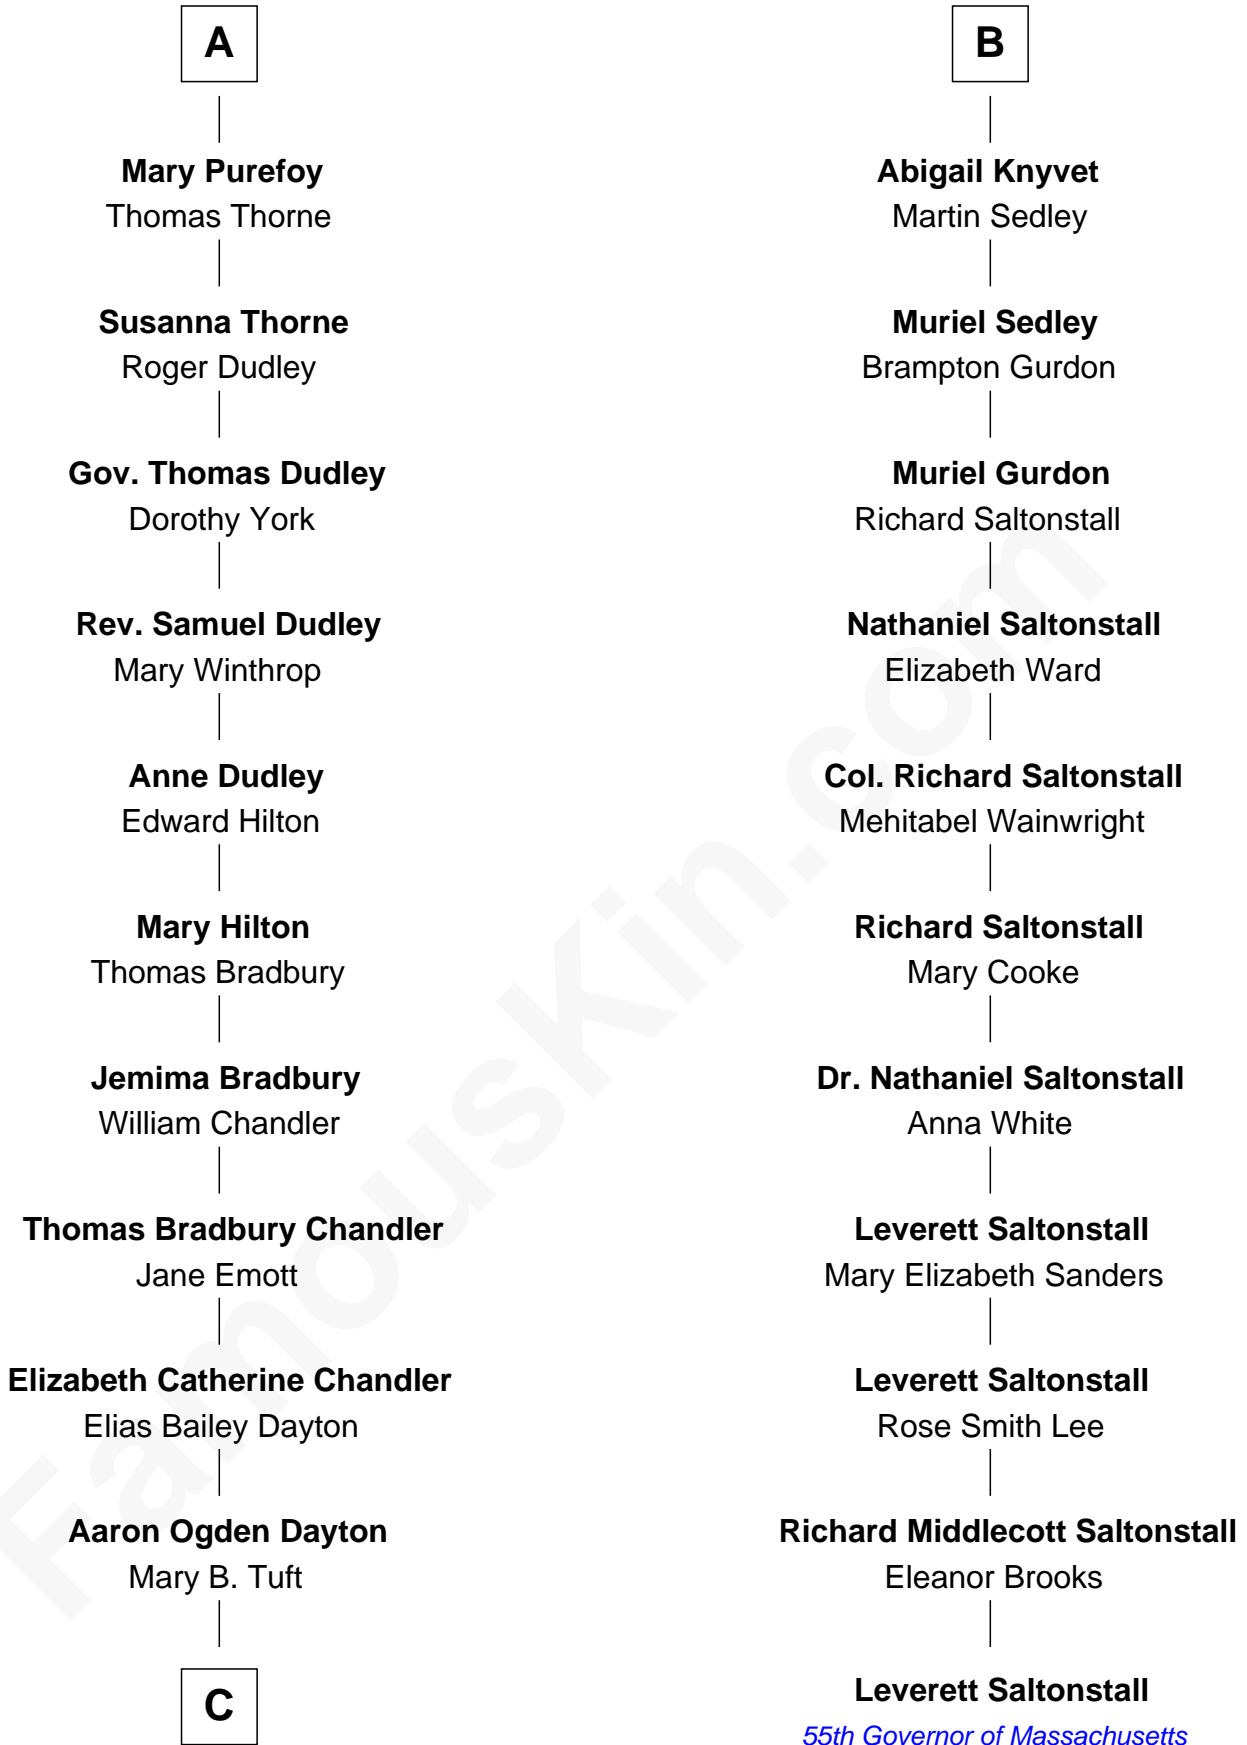 A
Mary Purefoy
Thomas Thorne
Susanna Thorne
Roger Dudley
Gov. Thomas Dudley
Dorothy York
Rev. Samuel Dudley
Mary Winthrop
Anne Dudley
Edward Hilton
Mary Hilton
Thomas Bradbury
Jemima Bradbury
William Chandler
Thomas Bradbury Chandler
Jane Emott
Elizabeth Catherine Chandler
Elias Bailey Dayton
Aaron Ogden Dayton
Mary B. Tuft
C
B
Abigail Knyvet
Martin Sedley
Muriel Sedley
Brampton Gurdon
Muriel Gurdon
Richard Saltonstall
Nathaniel Saltonstall
Elizabeth Ward
Col. Richard Saltonstall
Mehitabel Wainwright
Richard Saltonstall
Mary Cooke
Dr. Nathaniel Saltonstall
Anna White
Leverett Saltonstall
Mary Elizabeth Sanders
Leverett Saltonstall
Rose Smith Lee
Richard Middlecott Saltonstall
Eleanor Brooks
Leverett Saltonstall
55th Governor of Massachusetts
FamousKin.com